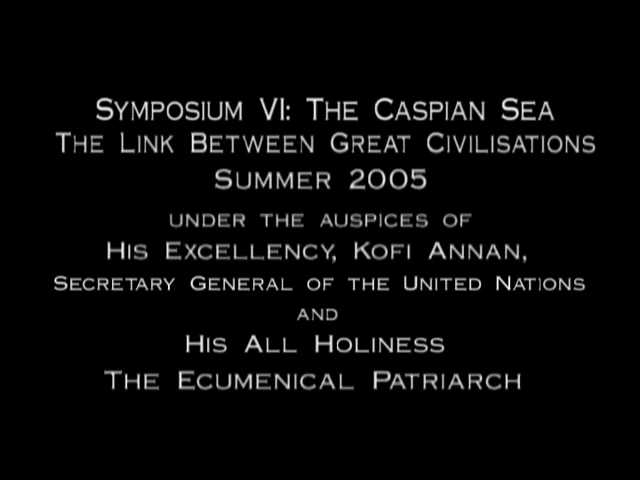 Symposium VI: The Caspian Sea
The Link Between Great Civilisations
Summer 2005
under the auspices of
His Excellency, Kofi Annan,
Secretary General of the United Nations
and
His All Holiness
The Ecumenical Patriarch